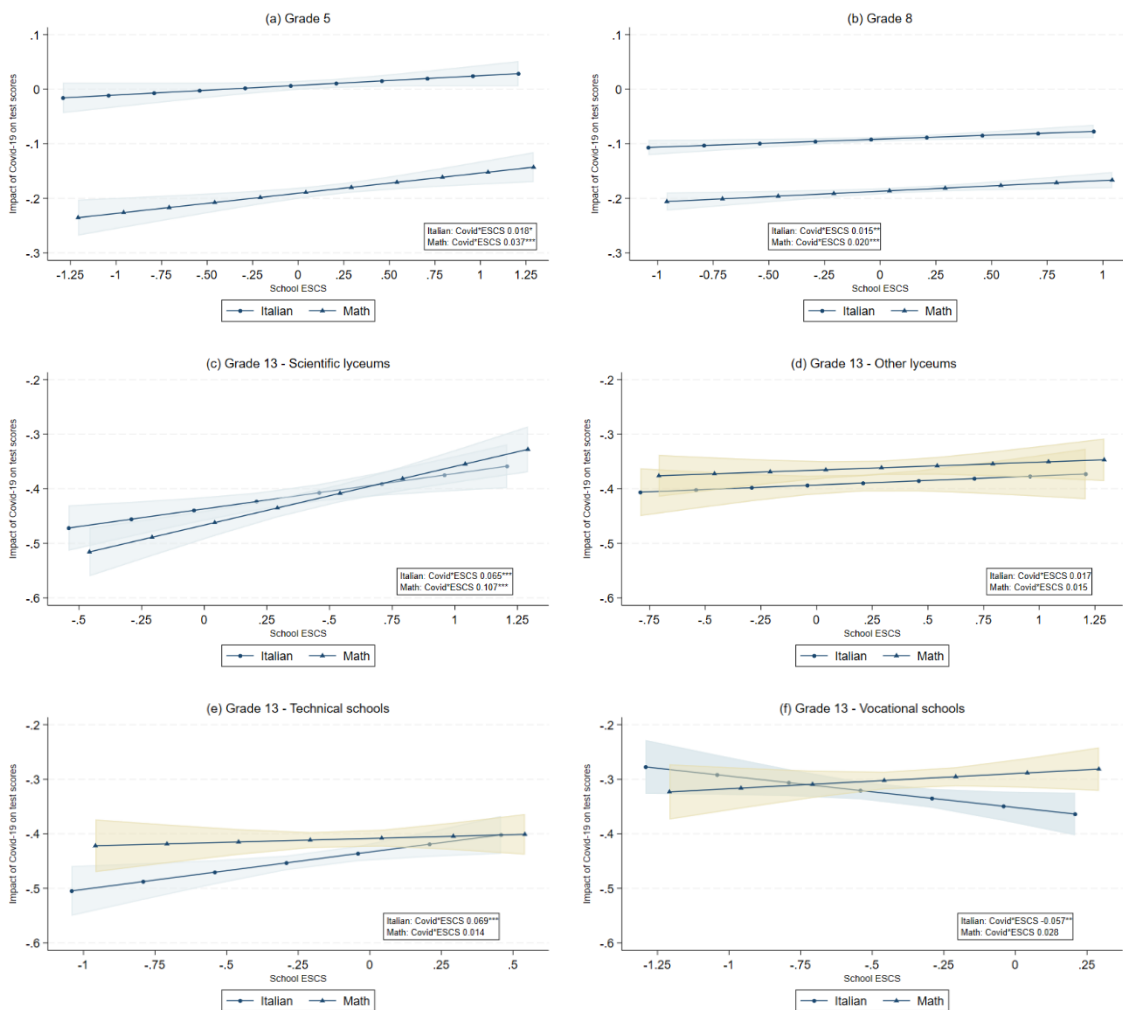 (a) Grade 5
Impact of Covid-19 on test scores
.1
0
-.1
-.2
-.3
Italian: Covid*ESCS 0.018*
Math: Covid*ESCS 0.037***
-1.25 -1 -.75 -.50 -.25 0 .25 .50 .75 1 1.25
School ESCS
Italian Math
(b) Grade 8
Impact of Covid-19 on test scores
.1
0
-.1
-.2
-.3
Italian: Covid*ESCS 0.015**
Math: Covid*ESCS 0.020***
-1 -.75 -.50 -.25 0 .25 .50 .75 1
School ESCS
Italian Math
(c) Grade 13 - Scientific lyceums
Impact of Covid-19 on test scores
-.2
-.3
-.4
-.5
-.6
Italian: Covid*ESCS 0.065***
Math: Covid*ESCS 0.107***
-.5 -.25 0 .25 .5 .75 1 1.25
School ESCS
Italian Math
(d) Grade 13 - Other lyceums
Impact of Covid-19 on test scores
-.2
-.3
-.4
-.5
-.6
Italian: Covid*ESCS 0.017
Math: Covid*ESCS 0.015
-.75 -.5 -.25 0 .25 .5 .75 1 1.25
School ESCS
Italian Math
(e) Grade 13 - Technical schools
Impact of Covid-19 on test scores
-.2
-.3
-.4
-.5
-.6
Italian: Covid*ESCS 0.069***
Math: Covid*ESCS 0.014
-1 -.75 -.5 -.25 0 .25 .5
School ESCS
Italian Math
(f) Grade 13 - Vocational schools
Impact of Covid-19 on test scores
-.2
-.3
-.4
-.5
-.6
Italian: Covid*ESCS -0.057**
Math: Covid*ESCS 0.028
-1.25 -1 -.75 -.5 -.25 0 .25
School ESCS
Italian Math